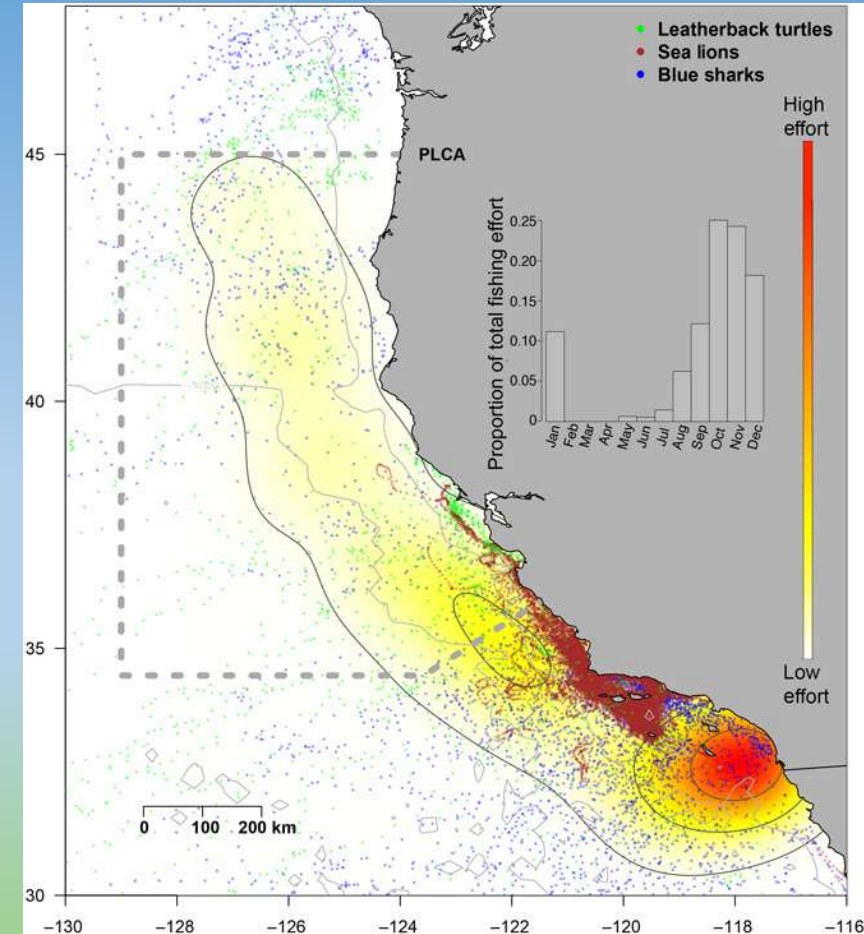 Leatherback turtles
Sea lions
Blue sharks
High
effort
45
PLCA
Proportion of total fishing effort
0.25
0.20
0.15
0.10
0.05
0
Jan
Feb
Mar
Apr
May
Jun
Jul
Aug
Sep
Oct
Nov
Dec
40
35
Low
effort
0 100 200 km
30
−130 −128 −126 −124 −122 −120 −118 −116